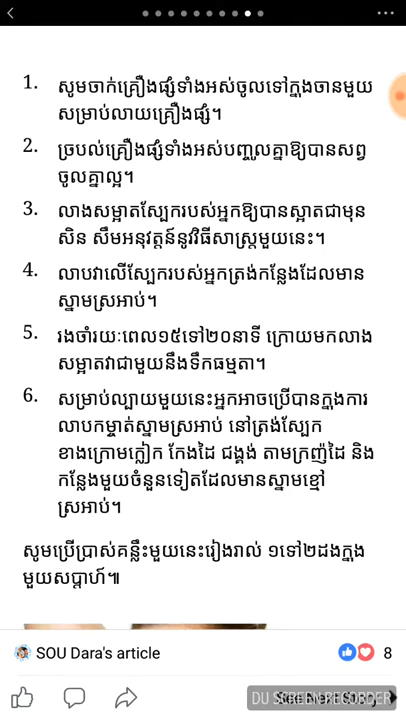 1. សូមចាក់គ្រឿងផ្សំទាំងអស់ចូលទៅក្នុងចានមួយ
សម្រាប់លាយគ្រឿងផ្សំ។
2. ច្របល់គ្រឿងផ្សំទាំងអស់បញ្ចូលគ្នាឱ្យបានសព្វ
ចូលគ្នាល្អ។
3. លាងសម្អាតស្បែករបស់អ្នកឱ្យបានស្អាតជាមុន
សិន សឹមអនុវត្តន៍នូវវិធីសាស្ត្រមួយនេះ។
4. លាបវាលើស្បែករបស់អ្នកត្រង់កន្លែងដែលមាន
ស្នាមស្រអាប់។
5. រង់ចាំរយៈពេល១៥ទៅ២០នាទី ក្រោយមកលាង
សម្អាតវាជាមួយនឹងទឹកធម្មតា។
6. សម្រាប់ល្បាយមួយនេះអ្នកអាចប្រើបានក្នុងការ
លាបកម្ចាត់ស្នាមស្រអាប់ នៅត្រង់ស្បែក
ខាងក្រោមក្លៀក កែងដៃ ជង្គង់ តាមក្រញ៉ដៃ និង
កន្លែងមួយចំនួនទៀតដែលមានស្នាមខ្មៅ
ស្រអាប់។
សូមប្រើប្រាស់គន្លឹះមួយនេះរៀងរាល់ ១ទៅ២ដងក្នុង
មួយសប្តាហ៍៕
SOU Dara's article 8
See Next Story
DU SCREEN RECORDER